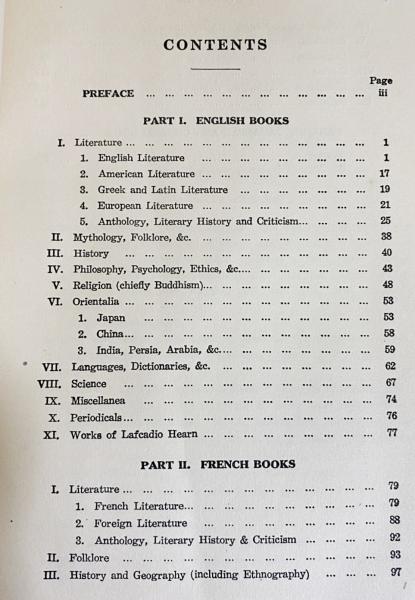 CONTENTS
Page
PREFACE ... ... ... ... ... ... ... ... ... ... ... ... iii
PART I. ENGLISH BOOKS
I. Literature ... ... ... ... ... ... ... ... ... ... ... 1
1. English Literature ... ... ... ... ... ... ... ... 1
2. American Literature ... ... ... ... ... ... ... ... 17
3. Greek and Latin Literature ... ... ... ... ... ... ... 19
4. European Literature ... ... ... ... ... ... ... ... 21
5. Anthology, Literary History and Criticism... ... ... ... 25
II. Mythology, Folklore, &c. ... ... ... ... ... ... ... ... 38
III. History ... ... ... ... ... ... ... ... ... ... ... 40
IV. Philosophy, Psychology, Ethics, &c.... ... ... ... ... ... ... 43
V. Religion (chiefly Buddhism)... ... ... ... ... ... ... ... 48
VI. Orientalia ... ... ... ... ... ... ... ... ... ... ... 53
1. Japan ... ... ... ... ... ... ... ... ... ... 53
2. China... ... ... ... ... ... ... ... ... ... ... 58
3. India, Persia, Arabia, &c.... ... ... ... ... ... ... ... 59
VII. Languages, Dictionaries, &c. ... ... ... ... ... ... ... 62
VIII. Science ... ... ... ... ... ... ... ... ... ... ... 67
IX. Miscellanea ... ... ... ... ... ... ... ... ... ... 74
X. Periodicals... ... ... ... ... ... ... ... ... ... ... 76
XI. Works of Lafcadio Hearn ... ... ... ... ... ... ... ... 77
PART II. FRENCH BOOKS
I. Literature ... ... ... ... ... ... ... ... ... ... ... 79
1. French Literature... ... ... ... ... ... ... ... ... 79
2. Foreign Literature ... ... ... ... ... ... ... ... 88
3. Anthology, Literary History & Criticism ... ... ... ... 92
II. Folklore ... ... ... ... ... ... ... ... ... ... ... 93
III. History and Geography (including Ethnography) ... ... ... 97